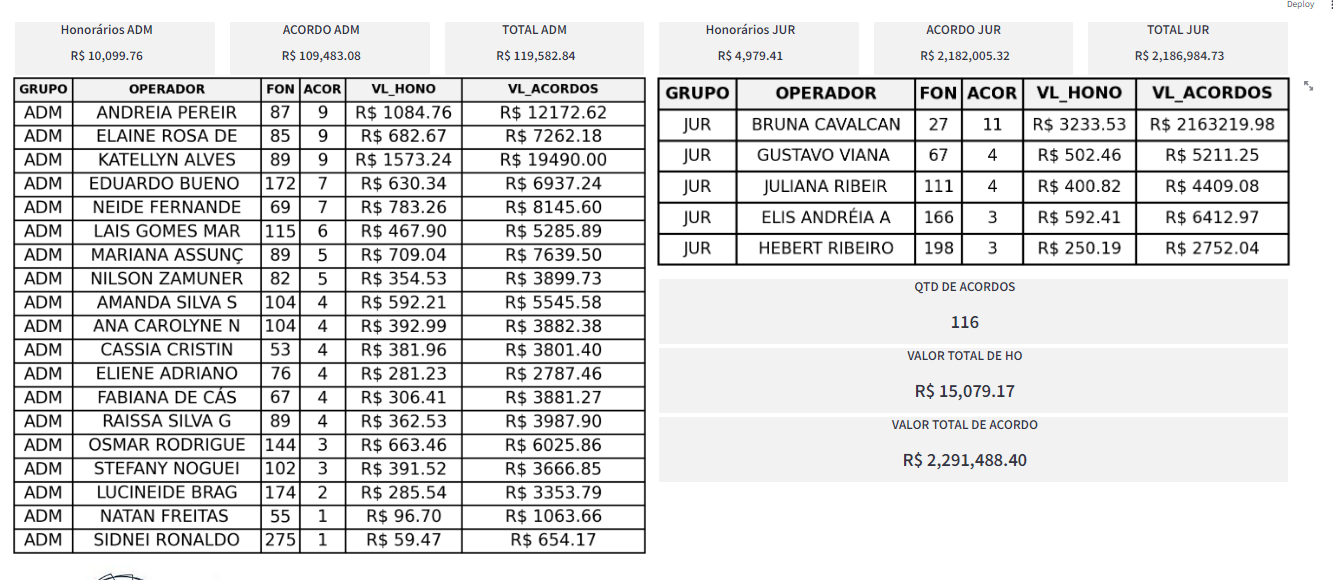 Deploy
Honorários ADM
R$ 10,099.76
ACORDO ADM
R$ 109,483.08
TOTAL ADM
R$ 119,582.84
Honorários JUR
R$ 4,979.41
ACORDO JUR
R$ 2,182,005.32
TOTAL JUR
R$ 2,186,984.73
GRUPO OPERADOR FON ACOR VL_HONO VL_ACORDOS
ADM ANDREIA PEREIR 87 9 R$ 1084.76 R$ 12172.62
ADM ELAINE ROSA DE 85 9 R$ 682.67 R$ 7262.18
ADM KATELLYN ALVES 89 9 R$ 1573.24 R$ 19490.00
ADM EDUARDO BUENO 172 7 R$ 630.34 R$ 6937.24
ADM NEIDE FERNANDE 69 7 R$ 783.26 R$ 8145.60
ADM LAIS GOMES MAR 115 6 R$ 467.90 R$ 5285.89
ADM MARIANA ASSUNÇ 89 5 R$ 709.04 R$ 7639.50
ADM NILSON ZAMUNER 82 5 R$ 354.53 R$ 3899.73
ADM AMANDA SILVA S 104 4 R$ 592.21 R$ 5545.58
ADM ANA CAROLYNE N 104 4 R$ 392.99 R$ 3882.38
ADM CASSIA CRISTIN 53 4 R$ 381.96 R$ 3801.40
ADM ELIENE ADRIANO 76 4 R$ 281.23 R$ 2787.46
ADM FABIANA DE CÁS 67 4 R$ 306.41 R$ 3881.27
ADM RAISSA SILVA G 89 4 R$ 362.53 R$ 3987.90
ADM OSMAR RODRIGUE 144 3 R$ 663.46 R$ 6025.86
ADM STEFANY NOGUEI 102 3 R$ 391.52 R$ 3666.85
ADM LUCINEIDE BRAG 174 2 R$ 285.54 R$ 3353.79
ADM NATAN FREITAS 55 1 R$ 96.70 R$ 1063.66
ADM SIDNEI RONALDO 275 1 R$ 59.47 R$ 654.17
GRUPO OPERADOR FON ACOR VL_HONO VL_ACORDOS
JUR BRUNA CAVALCAN 27 11 R$ 3233.53 R$ 2163219.98
JUR GUSTAVO VIANA 67 4 R$ 502.46 R$ 5211.25
JUR JULIANA RIBEIR 111 4 R$ 400.82 R$ 4409.08
JUR ELIS ANDRÉIA A 166 3 R$ 592.41 R$ 6412.97
JUR HEBERT RIBEIRO 198 3 R$ 250.19 R$ 2752.04
QTD DE ACORDOS
116
VALOR TOTAL DE HO
R$ 15,079.17
VALOR TOTAL DE ACORDO
R$ 2,291,488.40